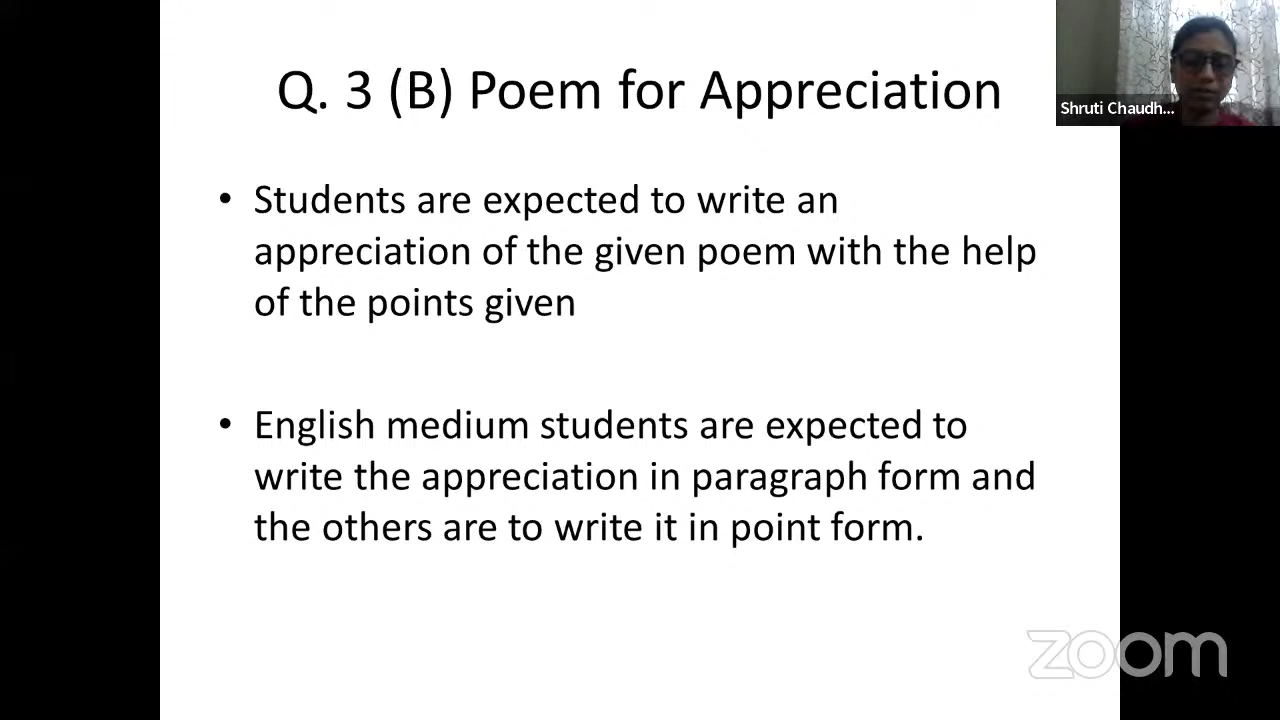 Q. 3 (B) Poem for Appreciation
Shruti Chaudh...
• Students are expected to write an
appreciation of the given poem with the help
of the points given
• English medium students are expected to
write the appreciation in paragraph form and
the others are to write it in point form.
zoom